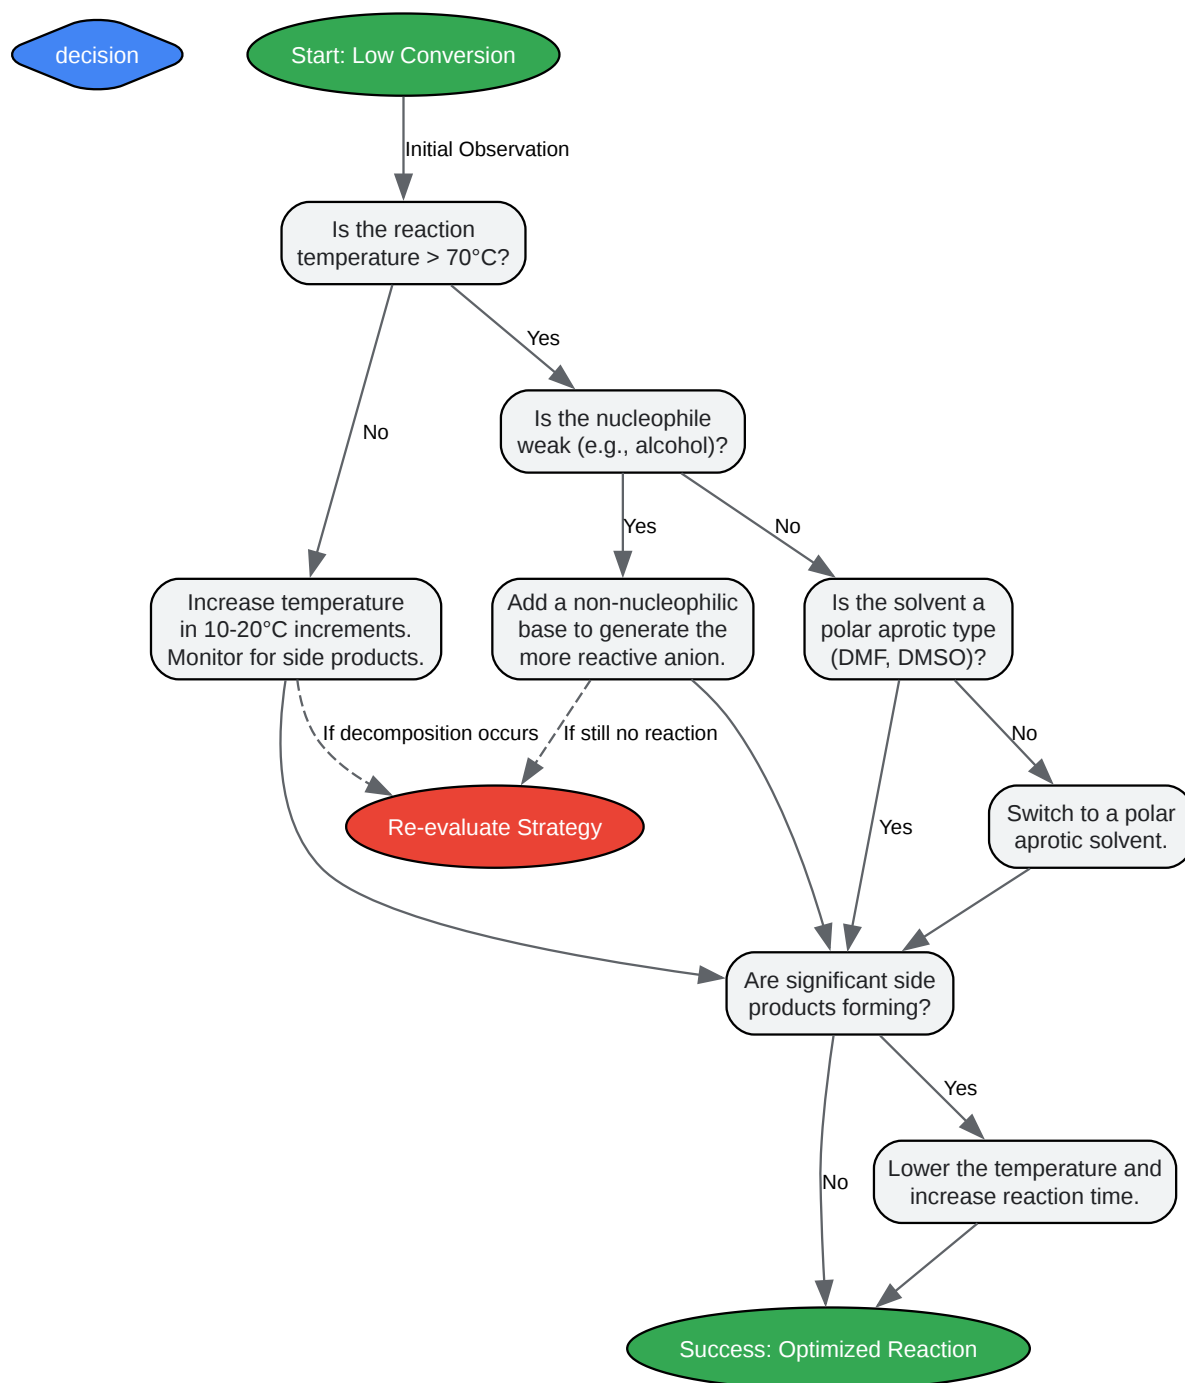 decision
Start: Low Conversion
Initial Observation
Is the reaction
temperature > 70°C?
Yes
No
Is the nucleophile
weak (e.g., alcohol)?
Yes
No
Increase temperature
in 10-20°C increments.
Monitor for side products.
Add a non-nucleophilic
base to generate the
more reactive anion.
Is the solvent a
polar aprotic type
(DMF, DMSO)?
If decomposition occurs
If still no reaction
No
Yes
Re-evaluate Strategy
Switch to a polar
aprotic solvent.
Are significant side
products forming?
Yes
No
Lower the temperature and
increase reaction time.
Success: Optimized Reaction